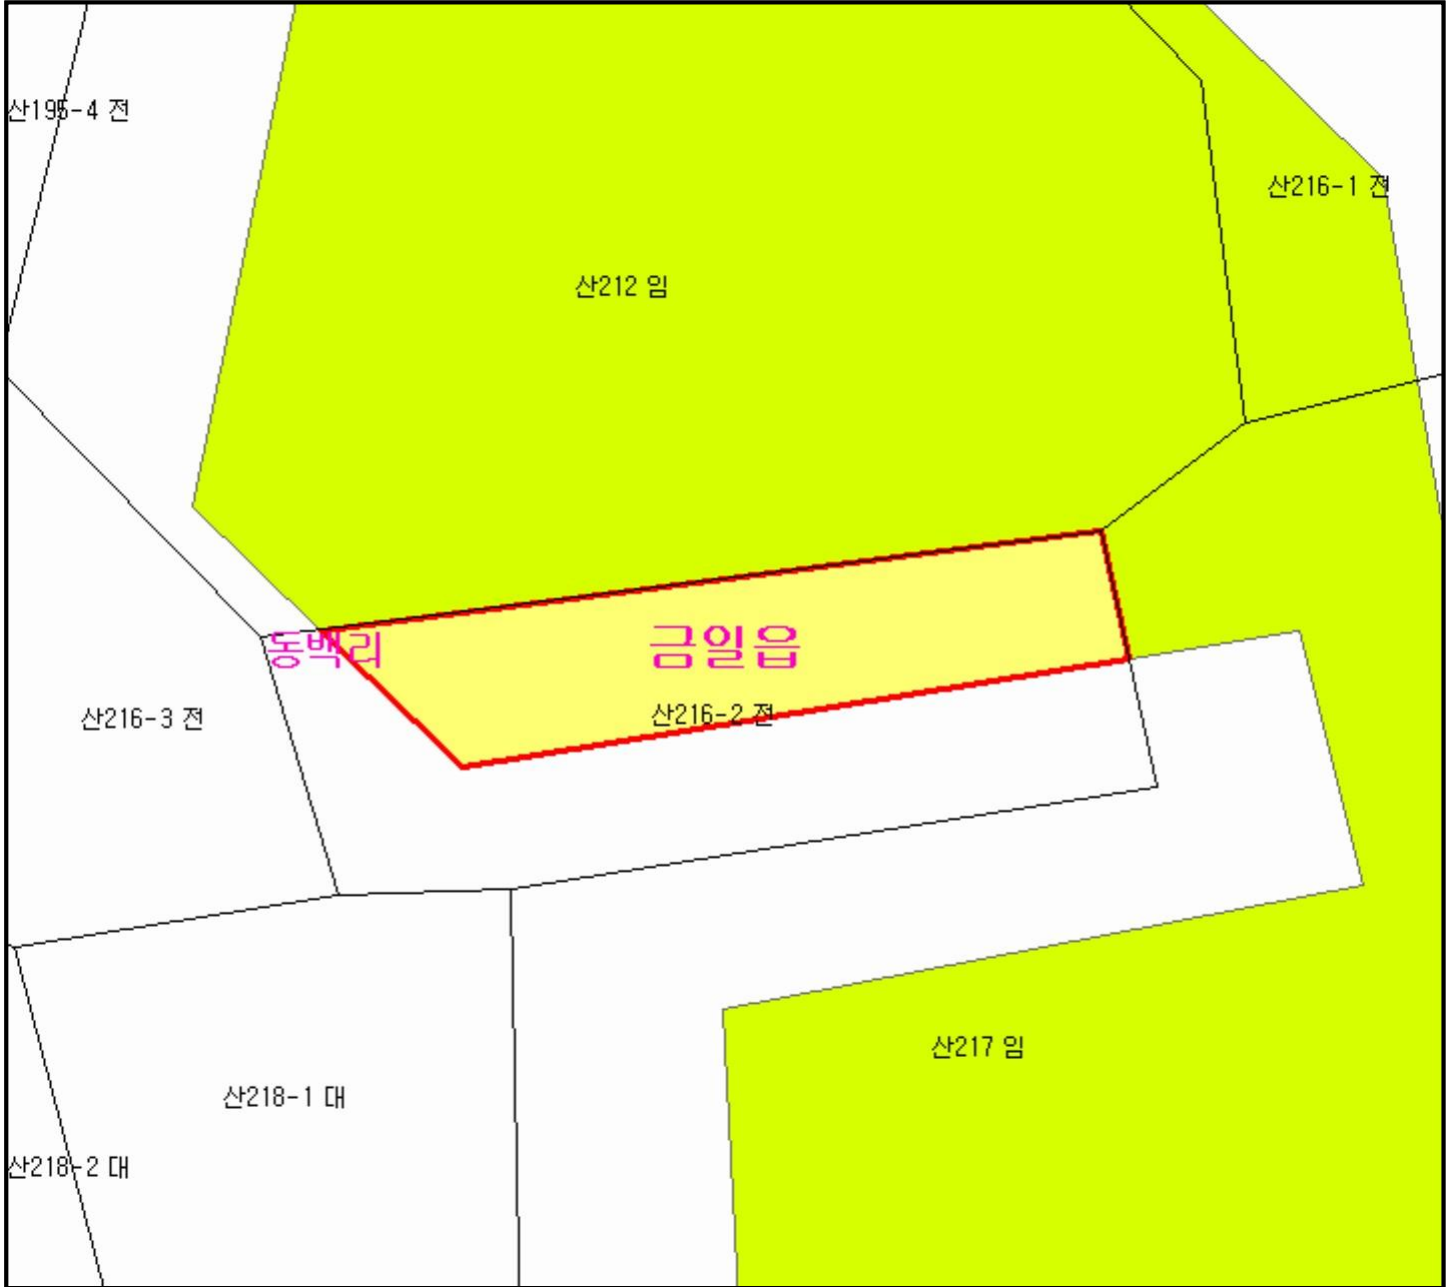 산195-4 전
산216-1 전
산212 임
동백리
금일읍
산216-3 전
산216-2 전
산217 임
산218-1 대
산218-2 대